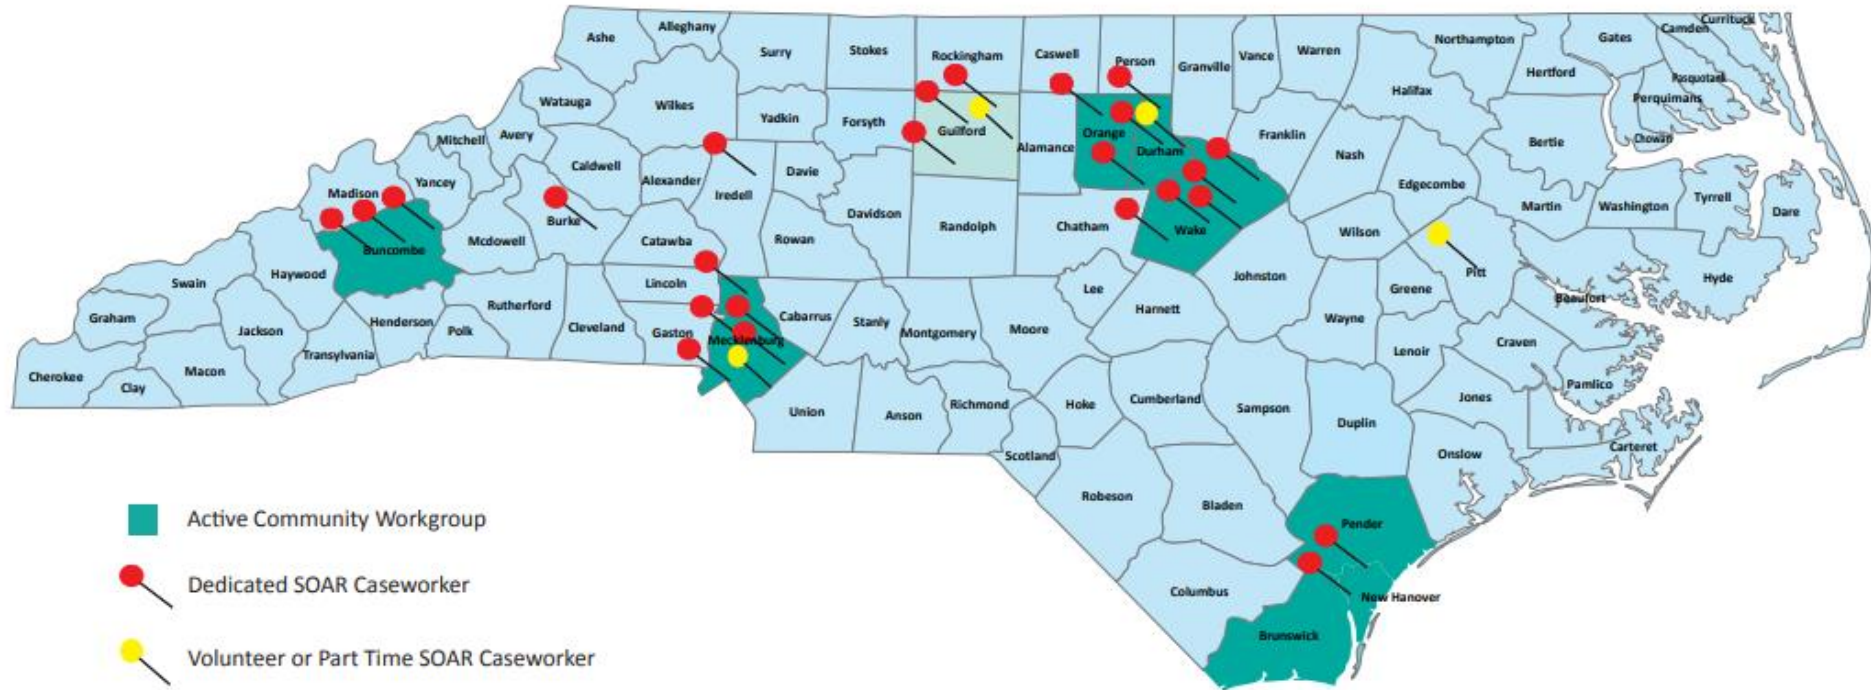 Ashe
Alleghany
Surry
Stokes
Rockingham
Caswell
Person
Granville
Vance
Warren
Northampton
Gates
Camden
Currituck
Hertford
Pasquotank
Perquimans
Chowan
Halifax
Bertie
Watauga
Wilkes
Yadkin
Forsyth
Guilford
Alamance
Orange
Durham
Franklin
Nash
Edgecombe
Martin
Washington
Tyrrell
Dare
Mitchell
Avery
Caldwell
Alexander
Iredell
Davie
Madison
Yancey
Burke
Mcdowell
Buncombe
Catawba
Rowan
Davidson
Randolph
Chatham
Wake
Wilson
Pitt
Beaufort
Hyde
Swain
Haywood
Graham
Jackson
Henderson
Rutherford
Polk
Transylvania
Cherokee
Clay
Macon
Cleveland
Lincoln
Gaston
Mecklenburg
Cabarrus
Stanly
Montgomery
Moore
Lee
Harnett
Johnston
Wayne
Greene
Lenoir
Craven
Pamlico
Jones
Carteret
Union
Anson
Richmond
Hoke
Cumberland
Sampson
Duplin
Onslow
Scotland
Robeson
Bladen
Pender
Columbus
New Hanover
Brunswick
Active Community Workgroup
Dedicated SOAR Caseworker
Volunteer or Part Time SOAR Caseworker